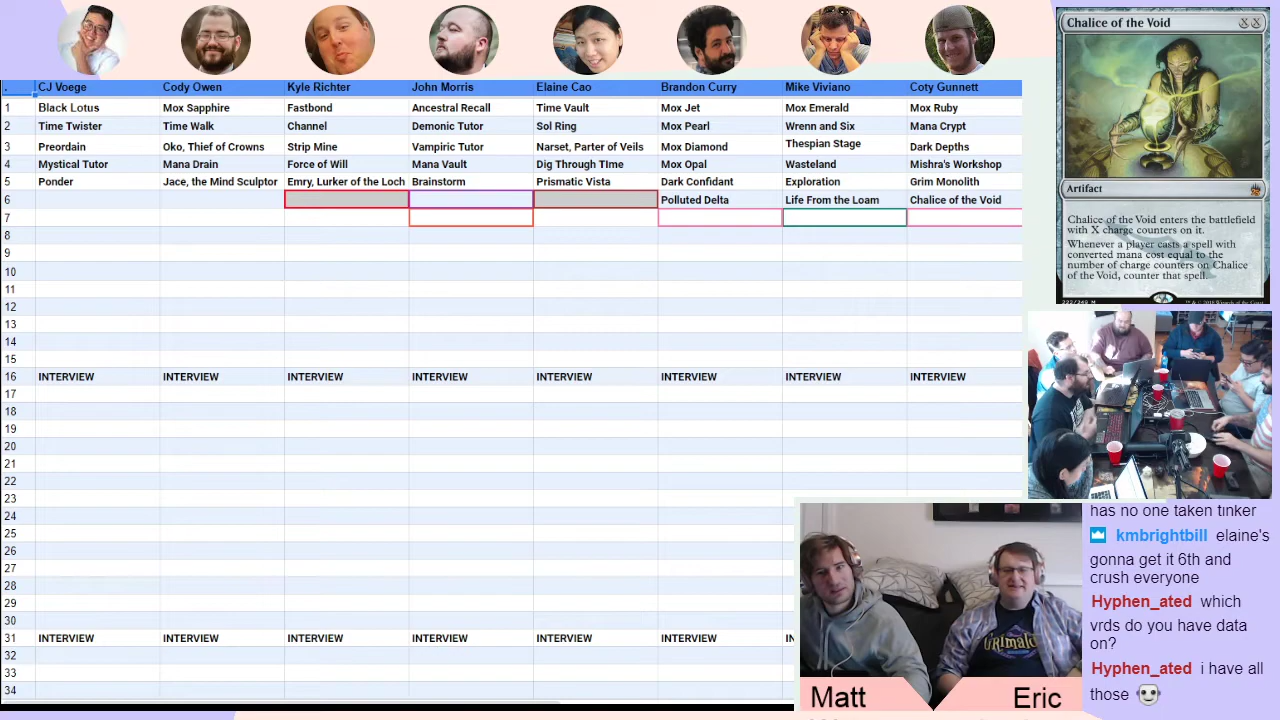 . CJ Voege Cody Owen Kyle Richter John Morris Elaine Cao Brandon Curry Mike Viviano Coty Gunnett
1 Black Lotus Mox Sapphire Fastbond Ancestral Recall Time Vault Mox Jet Mox Emerald Mox Ruby
2 Time Twister Time Walk Channel Demonic Tutor Sol Ring Mox Pearl Wrenn and Six Mana Crypt
3 Preordain Oko, Thief of Crowns Strip Mine Vampiric Tutor Narset, Parter of Veils Mox Diamond Thespian Stage Dark Depths
4 Mystical Tutor Mana Drain Force of Will Mana Vault Dig Through TIme Mox Opal Wasteland Mishra's Workshop
5 Ponder Jace, the Mind Sculptor Emry, Lurker of the Loch Brainstorm Prismatic Vista Dark Confidant Exploration Grim Monolith
6 Polluted Delta Life From the Loam Chalice of the Void
7
8
9
10
11
12
13
14
15
16 INTERVIEW INTERVIEW INTERVIEW INTERVIEW INTERVIEW INTERVIEW INTERVIEW INTERVIEW
17
18
19
20
21
22
23
24
25
26
27
28
29
30
31 INTERVIEW INTERVIEW INTERVIEW INTERVIEW INTERVIEW INTERVIEW IN
32
33
34
Chalice of the Void X X
Artifact
Chalice of the Void enters the battlefield
with X charge counters on it.
Whenever a player casts a spell with
converted mana cost equal to the
number of charge counters on Chalice
of the Void, counter that spell.
GRIMALD
Matt Eric
has no one taken tinker
kmbrightbill elaine's
gonna get it 6th and
crush everyone
Hyphen_ated which
vrds do you have data
on?
Hyphen_ated i have all
those